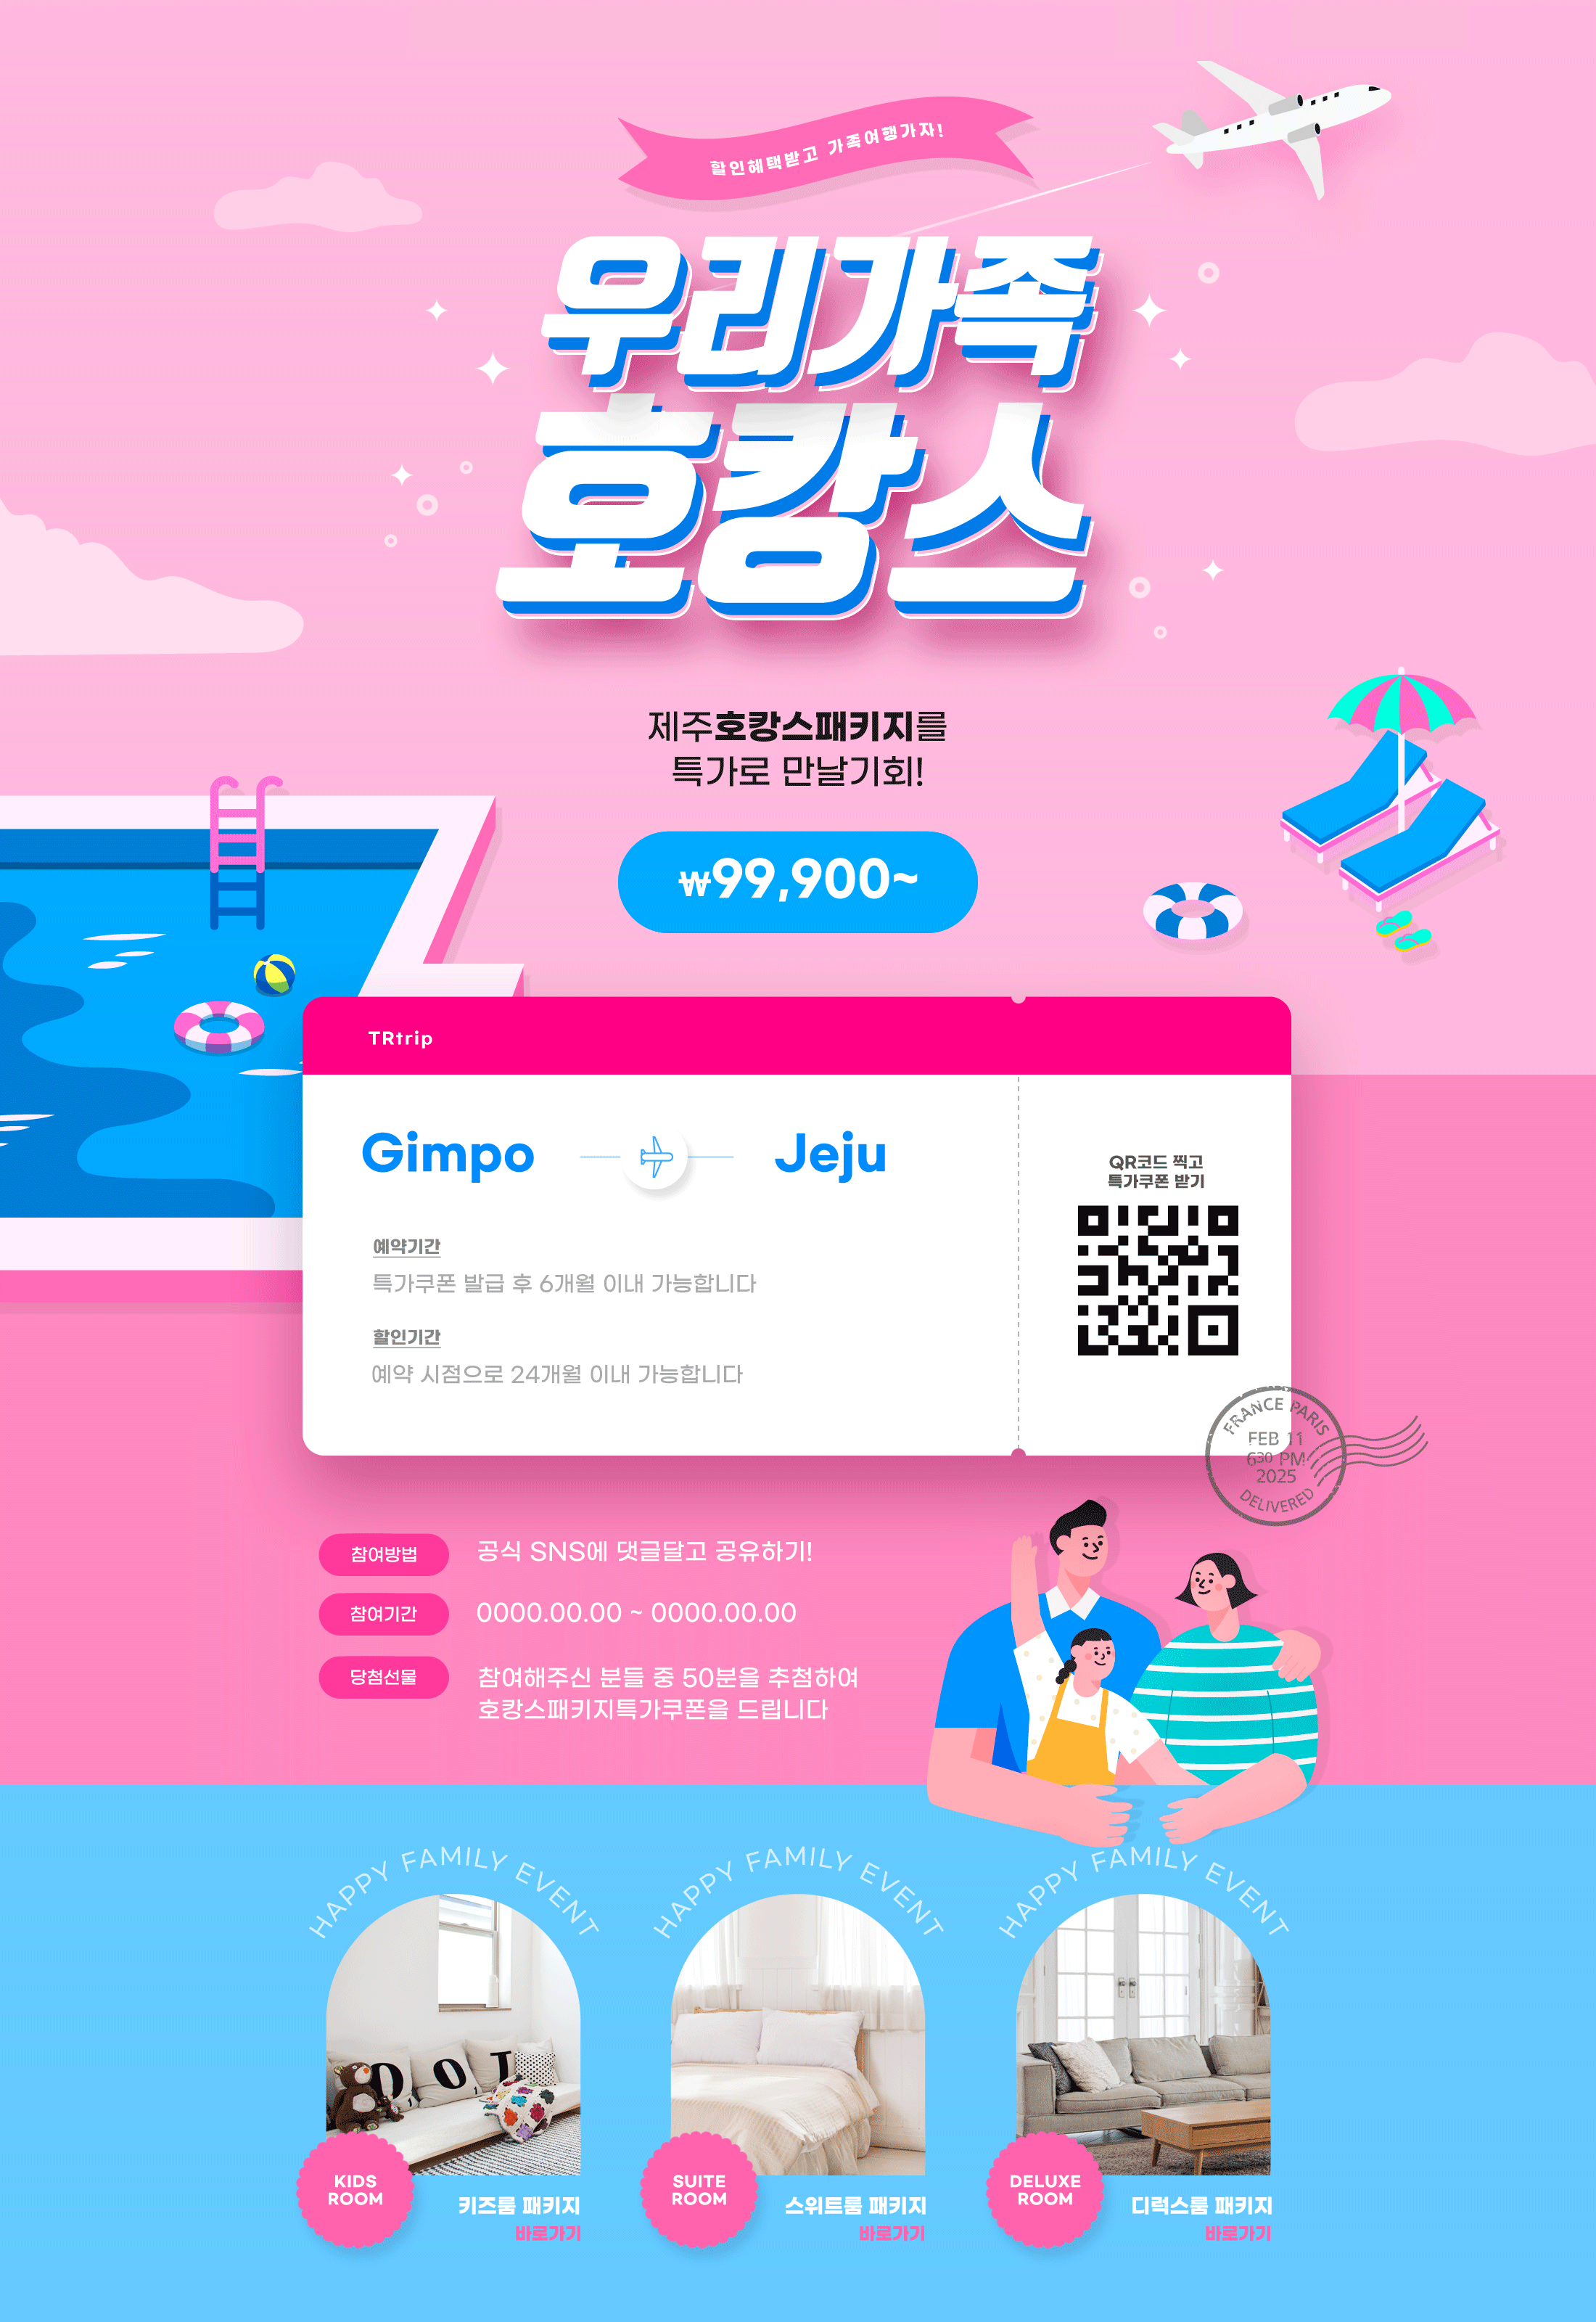 할인혜택받고 가족여행가자!
우리가족
호캉스
제주호캉스패키지를
특가로 만날기회!
₩99,900~
TRtrip
Gimpo
Jeju
QR코드 찍고
특가쿠폰 받기
예약기간
특가쿠폰 발급 후 6개월 이내 가능합니다
할인기간
예약 시점으로 24개월 이내 가능합니다
FRANCE PARIS
FEB 11
630 PM
2025
DELIVERED
참여방법
공식 SNS에 댓글달고 공유하기!
참여기간
0000.00.00 ~ 0000.00.00
당첨선물
참여해주신 분들 중 50분을 추첨하여
호캉스패키지특가쿠폰을 드립니다
HAPPY FAMILY EVENT
HAPPY FAMILY EVENT
HAPPY FAMILY EVENT
DOT
KIDS
ROOM
키즈룸 패키지
바로가기
SUITE
ROOM
스위트룸 패키지
바로가기
DELUXE
ROOM
디럭스룸 패키지
바로가기